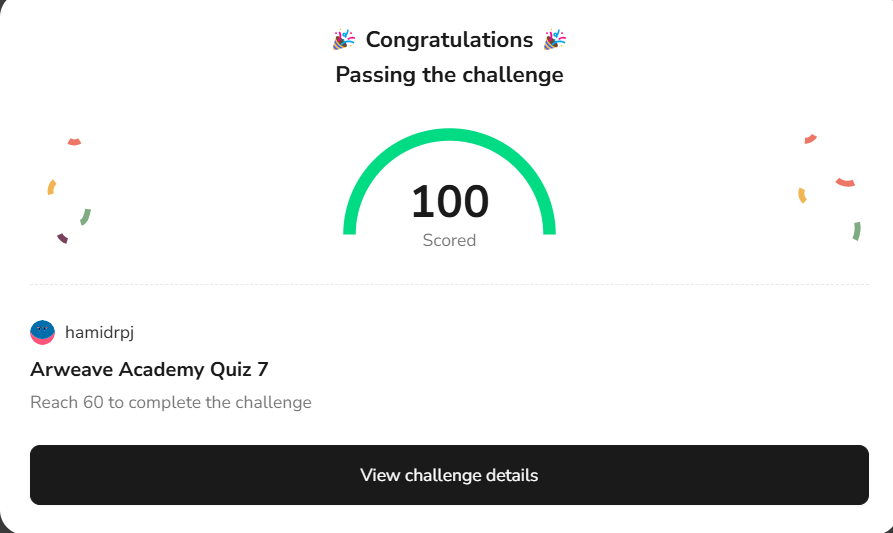 🎉 Congratulations 🎉
Passing the challenge
100
Scored
hamidrpj
Arweave Academy Quiz 7
Reach 60 to complete the challenge
View challenge details